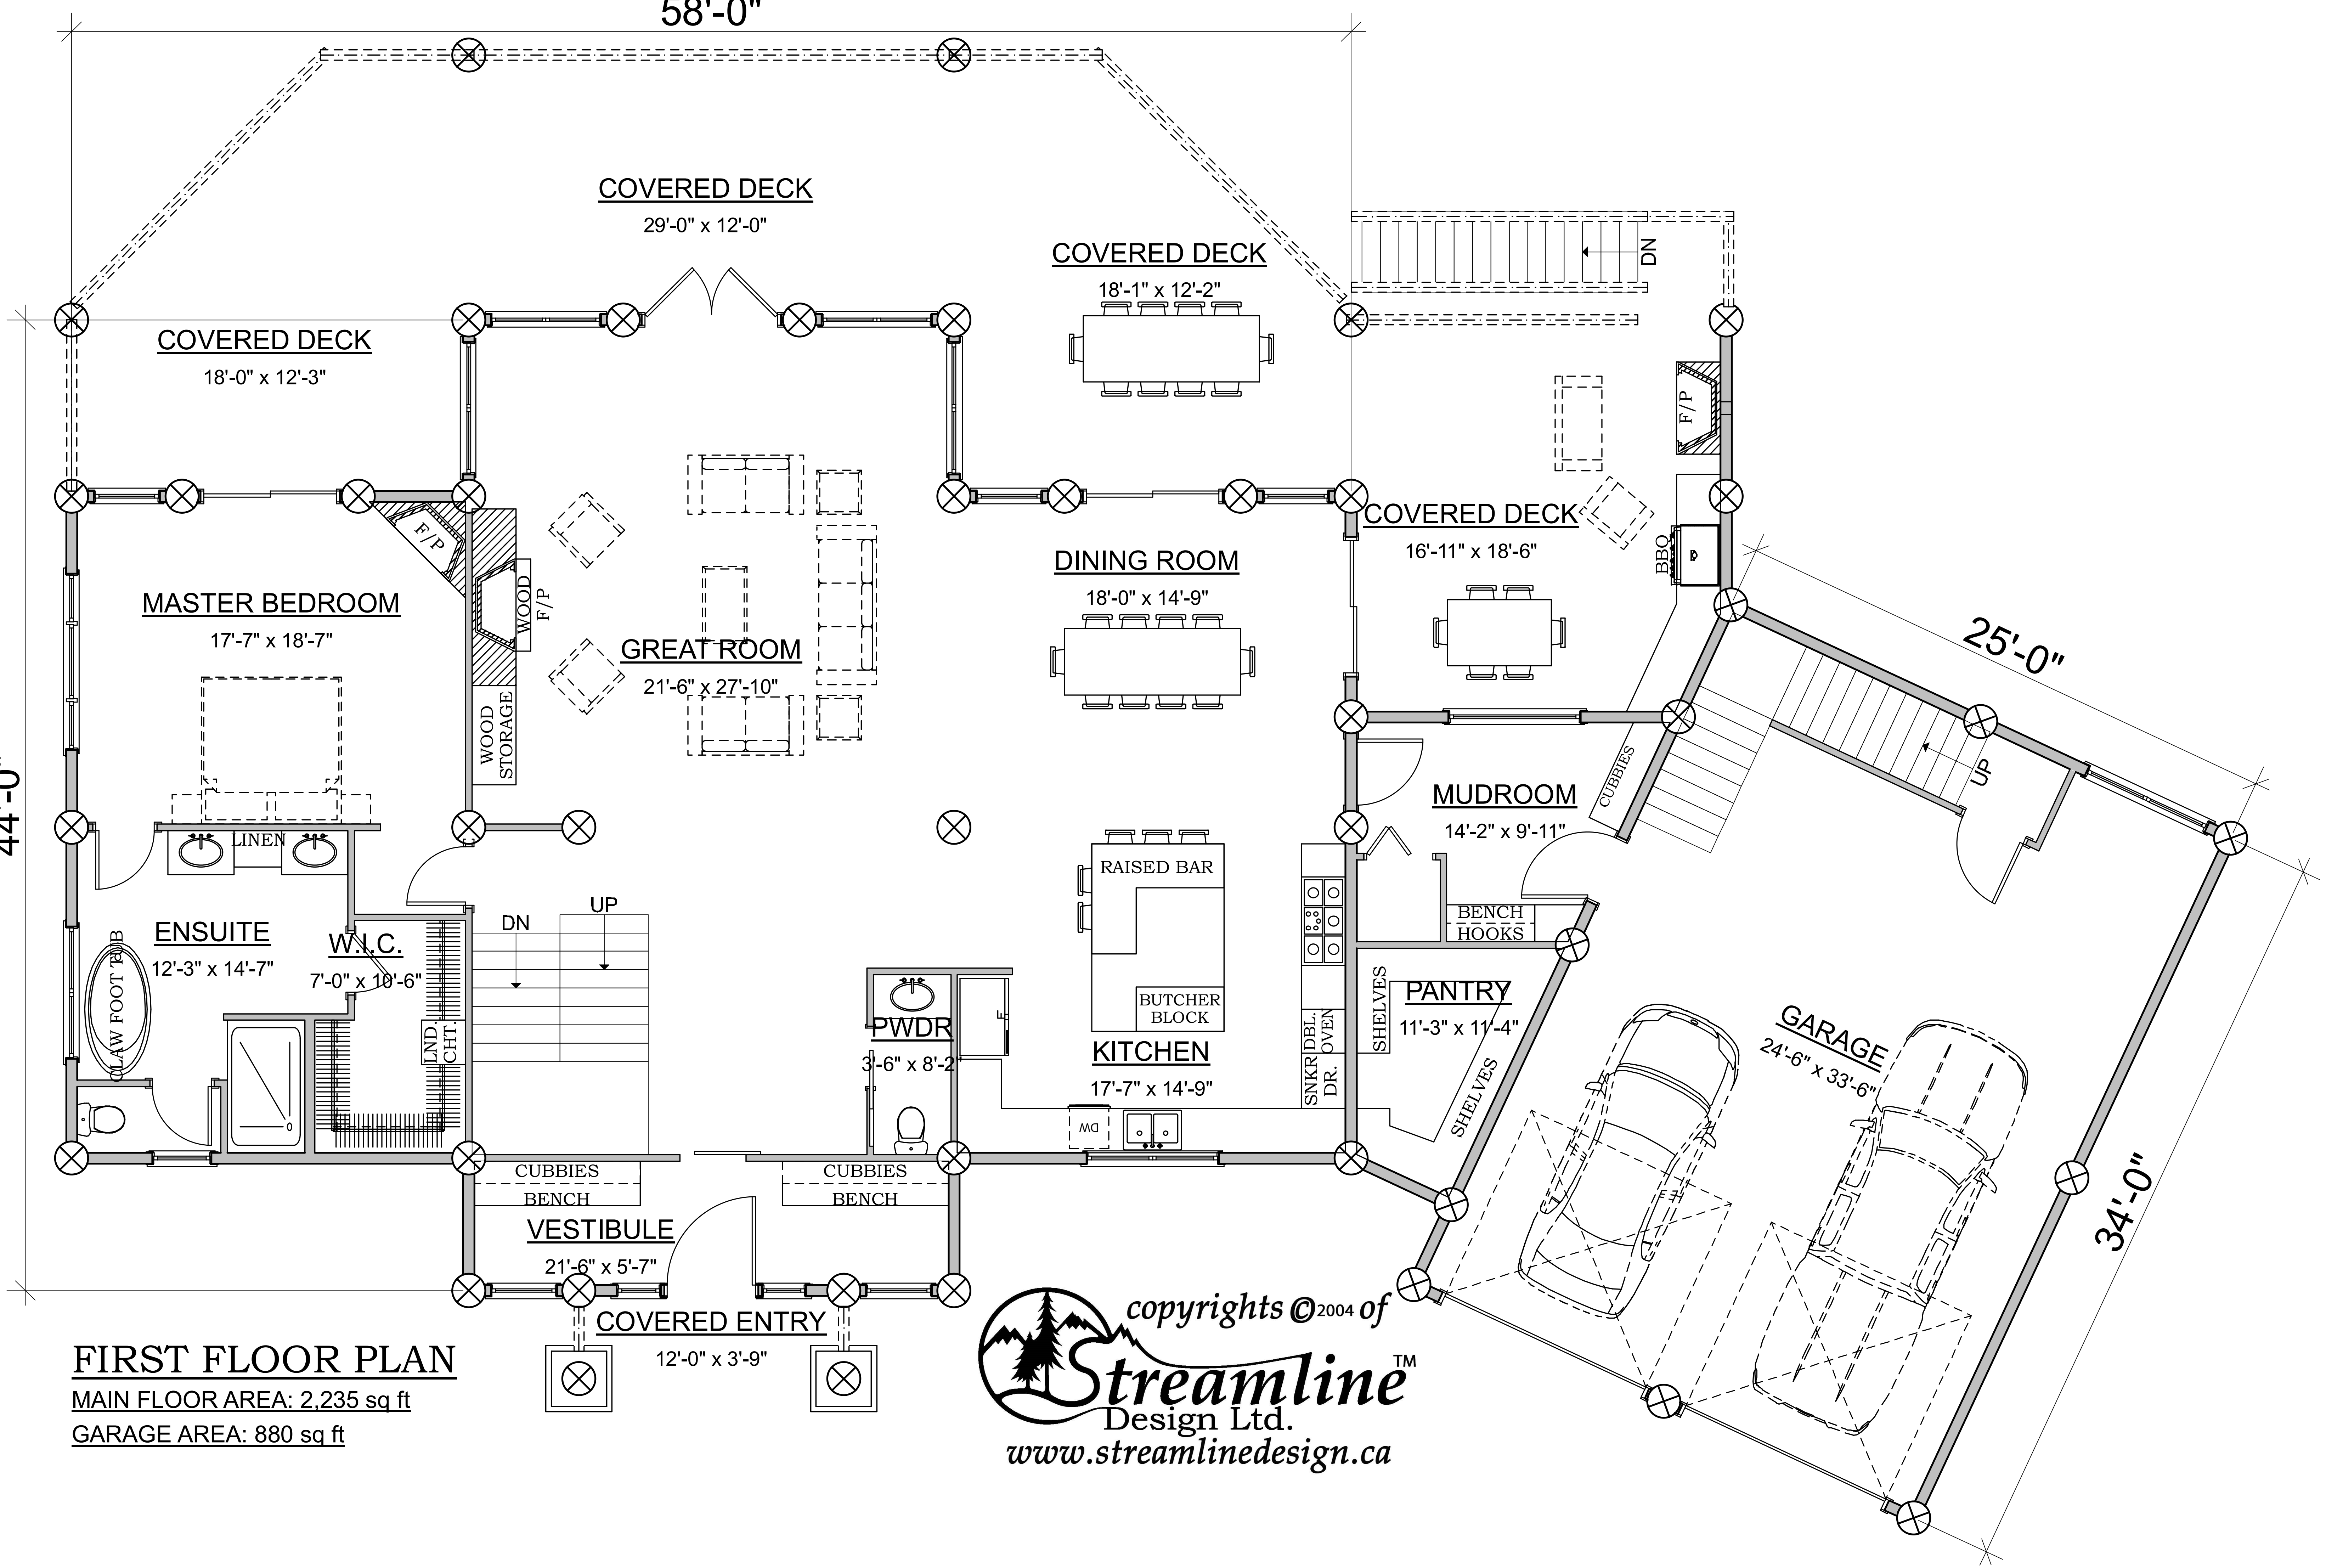 58'-0"
COVERED DECK
29'-0" x 12'-0"
COVERED DECK
18'-1" x 12'-2"
DN
COVERED DECK
18'-0" x 12'-3"
F/P
COVERED DECK
16'-11" x 18'-6"
BBQ
F/P
WOOD
F/P
DINING ROOM
18'-0" x 14'-9"
MASTER BEDROOM
17'-7" x 18'-7"
GREAT ROOM
21'-6" x 27'-10"
WOOD
STORAGE
25'-0"
UP
CUBBIES
MUDROOM
14'-2" x 9'-11"
44'-0"
LINEN
RAISED BAR
BENCH
HOOKS
ENSUITE
12'-3" x 14'-7"
CLAW FOOT TUB
W.I.C.
7'-0" x 10'-6"
LND.
CHT.
DN
UP
PWDR
3'-6" x 8'-2"
F
BUTCHER
BLOCK
KITCHEN
17'-7" x 14'-9"
DBL.
OVEN
SNKR
DR.
DW
SHELVES
PANTRY
11'-3" x 11'-4"
SHELVES
GARAGE
24'-6" x 33'-6"
34'-0"
CUBBIES
BENCH
CUBBIES
BENCH
VESTIBULE
21'-6" x 5'-7"
COVERED ENTRY
12'-0" x 3'-9"
FIRST FLOOR PLAN
MAIN FLOOR AREA: 2,235 sq ft
GARAGE AREA: 880 sq ft
copyrights © 2004 of
Streamline™
Design Ltd.
www.streamlinedesign.ca